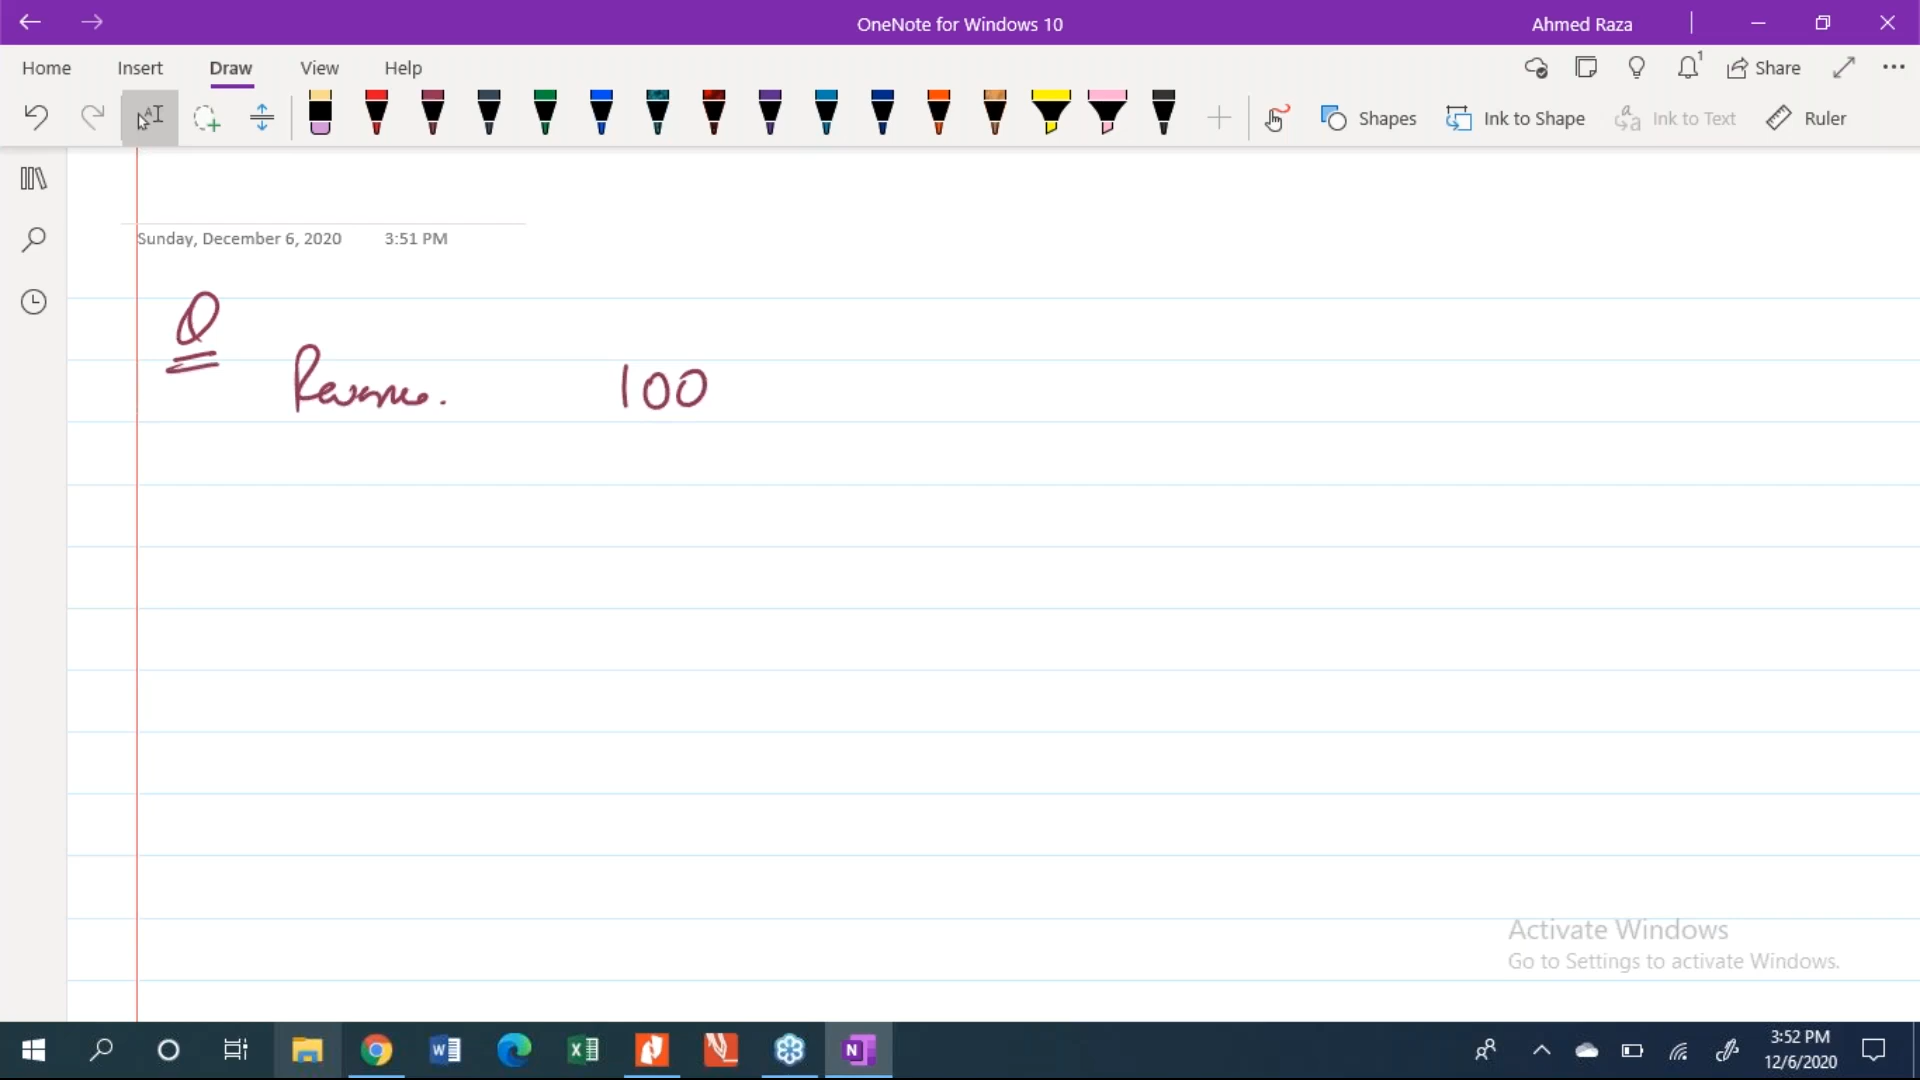 OneNote for Windows 10
Ahmed Raza
Home Insert Draw View Help
1
Share
Shapes Ink to Shape Ink to Text Ruler
Sunday, December 6, 2020 3:51 PM
Q
Revenue. 100
Activate Windows
Go to Settings to activate Windows.
3:52 PM
12/6/2020